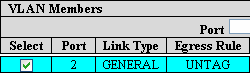 VLAN Members
Port
Select Port Link Type Egress Rule
2 GENERAL UNTAG